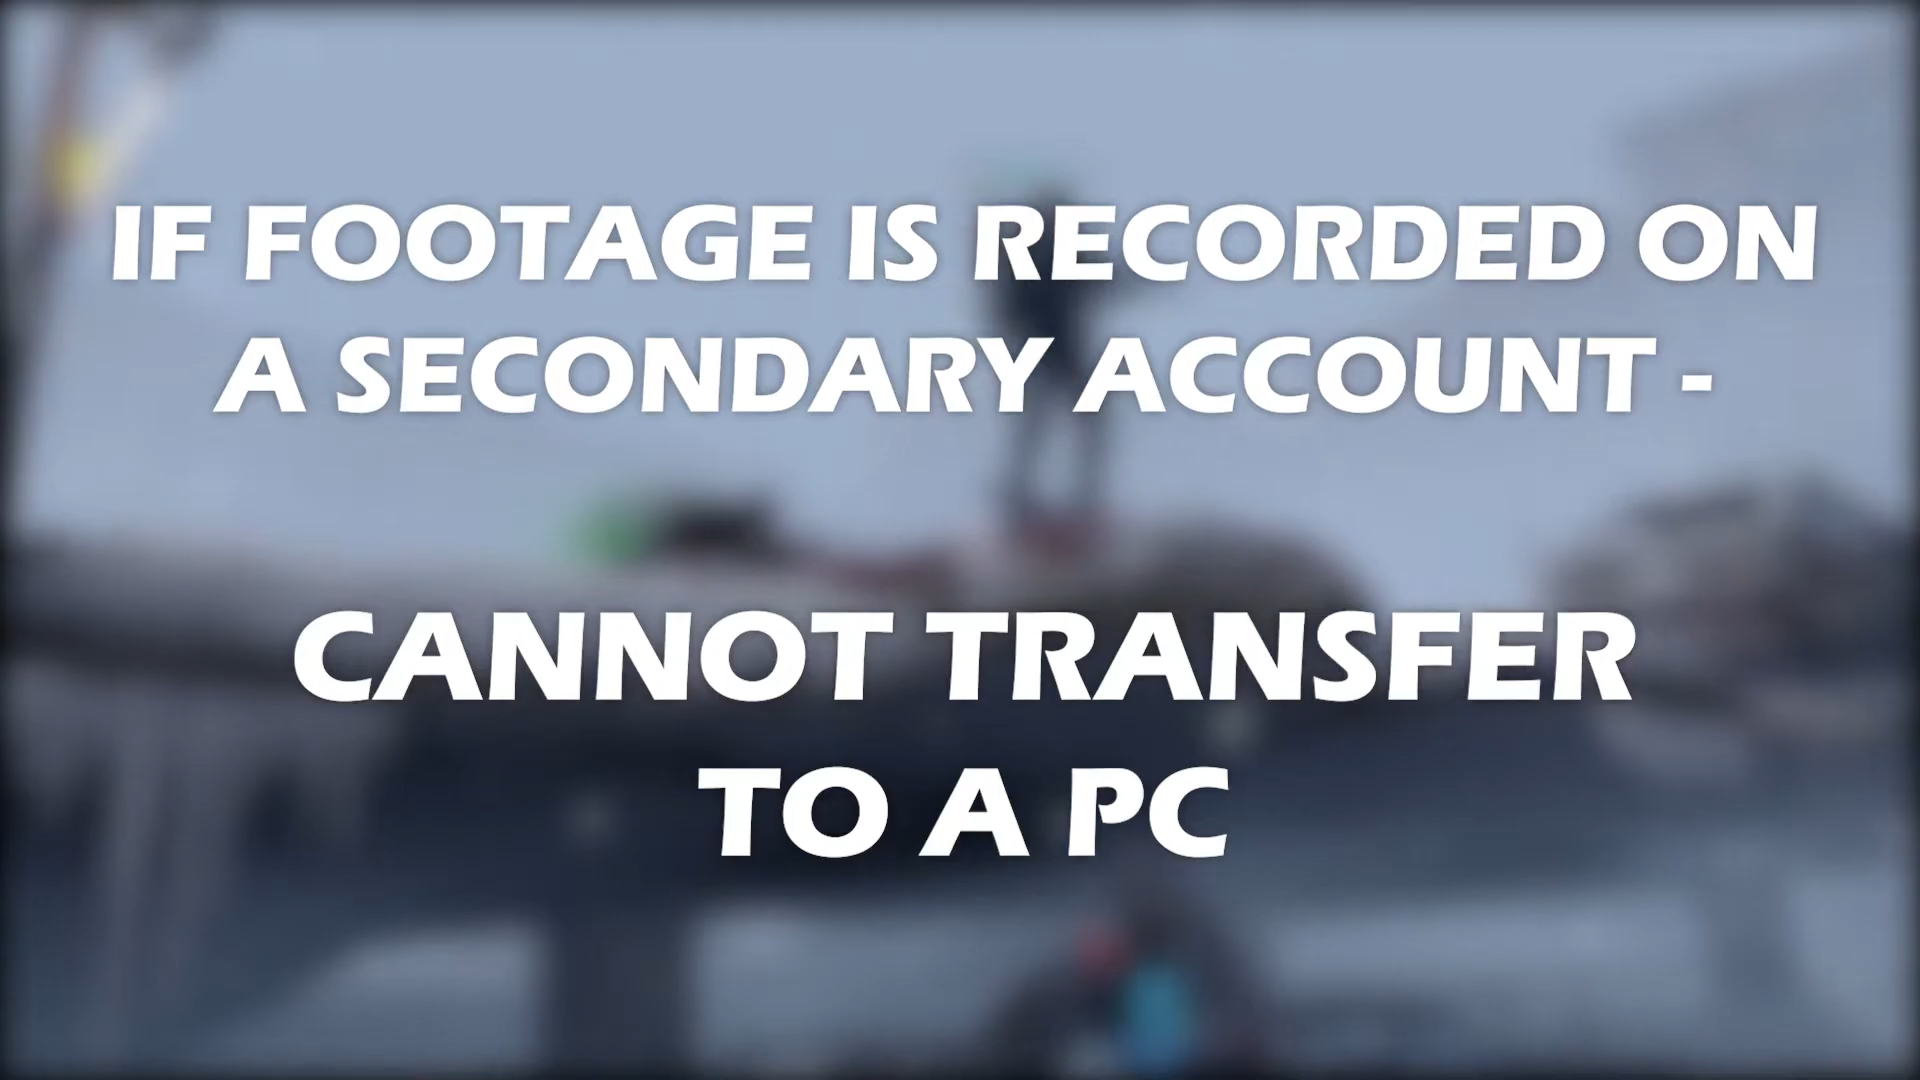 IF FOOTAGE IS RECORDED ON
A SECONDARY ACCOUNT -
CANNOT TRANSFER
TO A PC